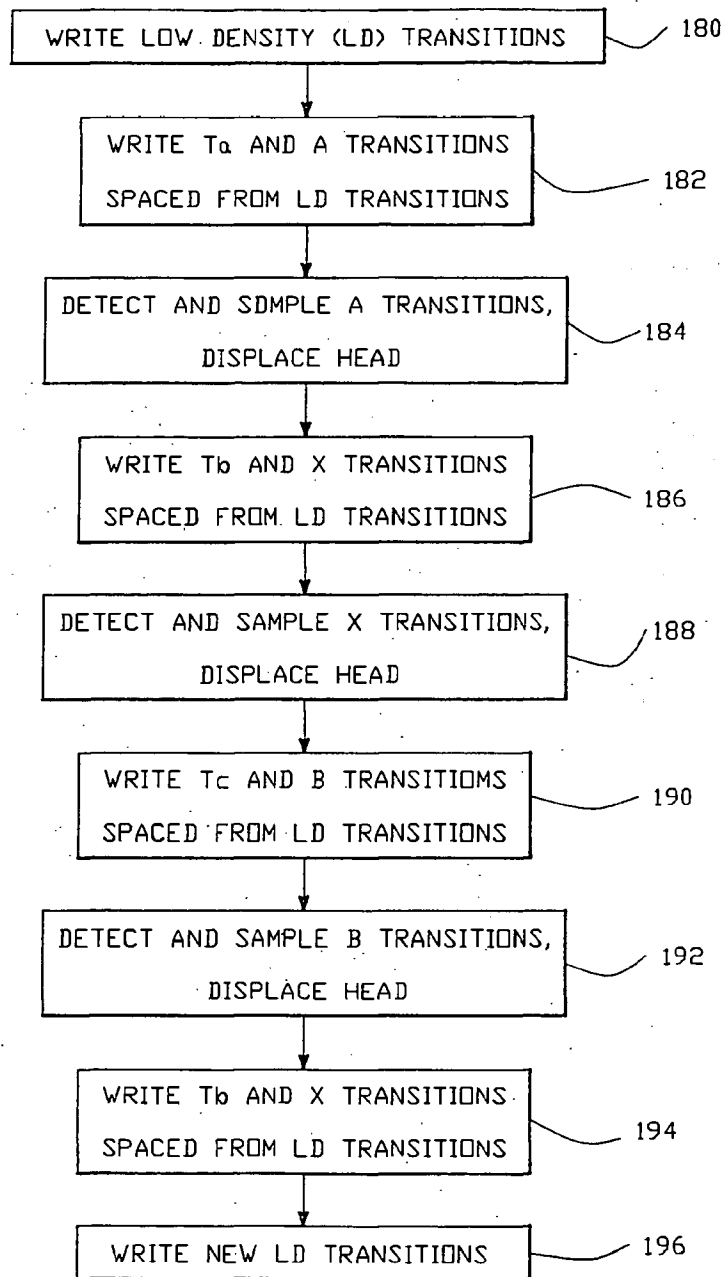 WRITE LOW DENSITY (LD) TRANSITIONS
180
WRITE Ta AND A TRANSITIONS
SPACED FROM LD TRANSITIONS
182
DETECT AND SDMPLE A TRANSITIONS,
DISPLACE HEAD
184
WRITE Tb AND X TRANSITIONS
SPACED FROM LD TRANSITIONS
186
DETECT AND SAMPLE X TRANSITIONS,
DISPLACE HEAD
188
WRITE Tc AND B TRANSITIOMS
SPACED FROM LD TRANSITIONS
190
DETECT AND SAMPLE B TRANSITIONS,
DISPLACE HEAD
192
WRITE Tb AND X TRANSITIONS
SPACED FROM LD TRANSITIONS
194
WRITE NEW LD TRANSITIONS
196